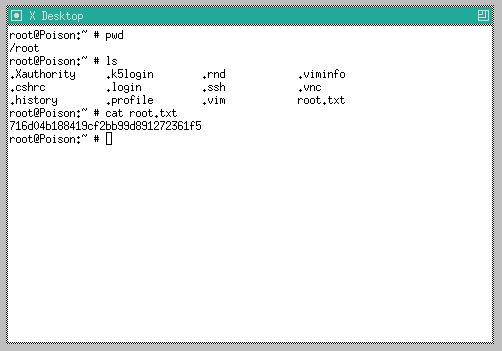 X Desktop
root@Poison:~ # pwd
/root
root@Poison:~ # ls
.Xauthority .k5login .rnd .viminfo
.cshrc .login .ssh .vnc
.history .profile .vim root.txt
root@Poison:~ # cat root.txt
716d04b188419cf2bb99d891272361f5
root@Poison:~ #